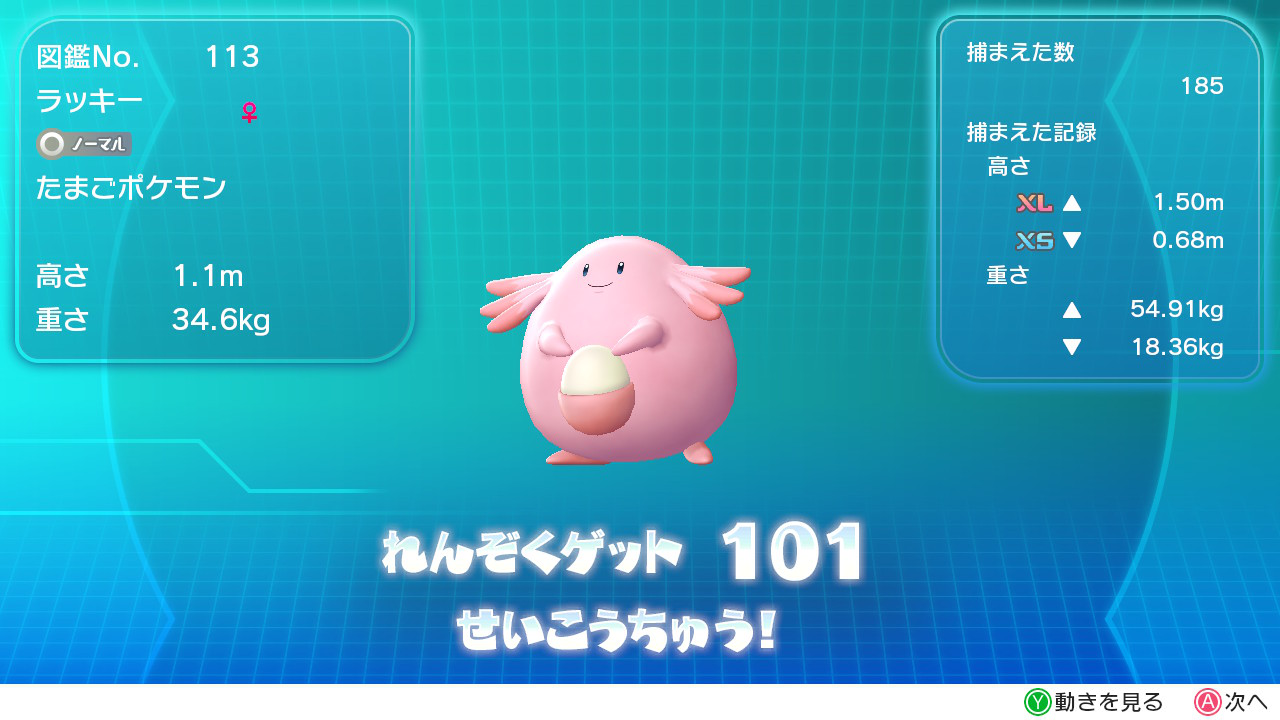 図鑑No. 113
ラッキー ♀
ノーマル
たまごポケモン
高さ 1.1m
重さ 34.6kg
捕まえた数
185
捕まえた記録
高さ
XL ▲ 1.50m
XS ▼ 0.68m
重さ
▲ 54.91kg
▼ 18.36kg
れんぞくゲット 101
せいこうちゅう!
Y 動きを見る A 次へ